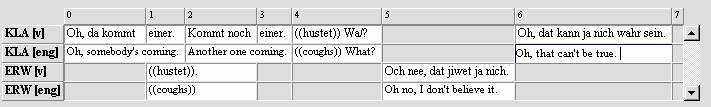 0 1 2 3 4 5 6 7
KLA [v] Oh, da kommt einer. Kommt noch einer. ((hustet)) Wa/? Oh, dat kann ja nich wahr sein.
KLA [eng] Oh, somebody's coming. Another one coming. ((coughs)) What? Oh, that can't be true.
ERW [v] ((hustet)). Och nee, dat jiwet ja nich.
ERW [eng] ((coughs)) Oh no, I don't believe it.